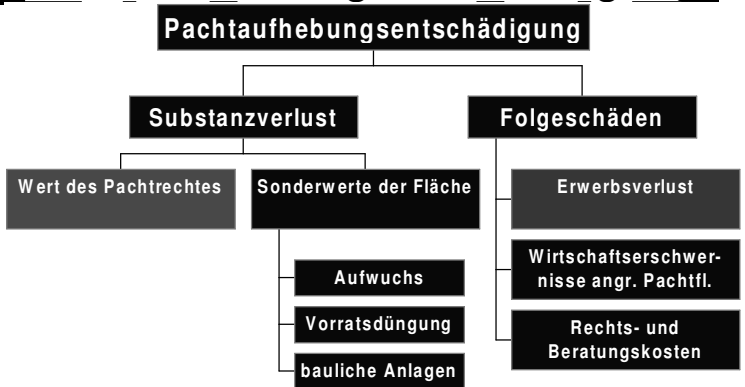 Pachtaufhebungsentschädigung
Substanzverlust
Folgeschäden
Wert des Pachtrechtes
Sonderwerte der Fläche
Aufwuchs
Vorratsdüngung
bauliche Anlagen
Erwerbsverlust
Wirtschaftserschwer-
nisse angr. Pachtfl.
Rechts- und
Beratungskosten